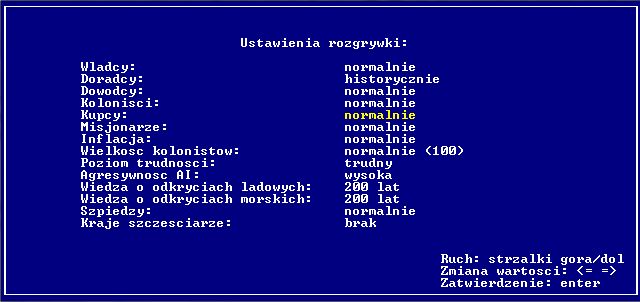 Ustawienia rozgrywki:
Wladcy: normalnie
Doradcy: historycznie
Dowodcy: normalnie
Kolonisci: normalnie
Kupcy: normalnie
Misjonarze: normalnie
Inflacja: normalnie
Wielkosc kolonistow: normalnie (100)
Poziom trudnosci: trudny
Agresywnosc AI: wysoka
Wiedza o odkryciach ladowych: 200 lat
Wiedza o odkryciach morskich: 200 lat
Szpiedzy: normalnie
Kraje szczesciarze: brak
Ruch: strzalki gora/dol
Zmiana wartosci: <= =>
Zatwierdzenie: enter